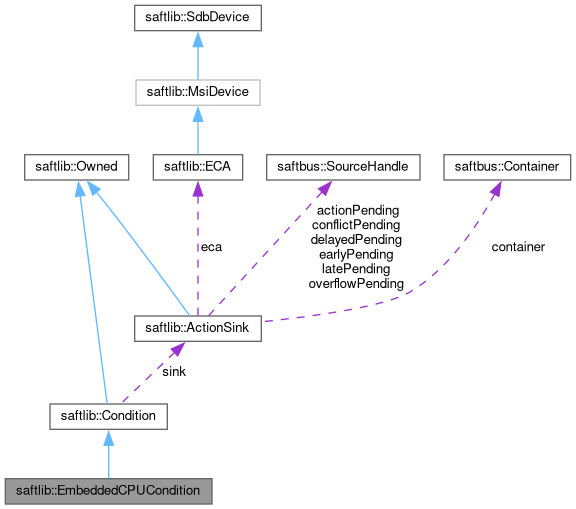 saftlib::SdbDevice
saftlib::MsiDevice
saftlib::Owned
saftlib::ECA
saftbus::SourceHandle
saftbus::Container
actionPending
conflictPending
delayedPending
earlyPending
latePending
overflowPending
eca
container
saftlib::ActionSink
sink
saftlib::Condition
saftlib::EmbeddedCPUCondition